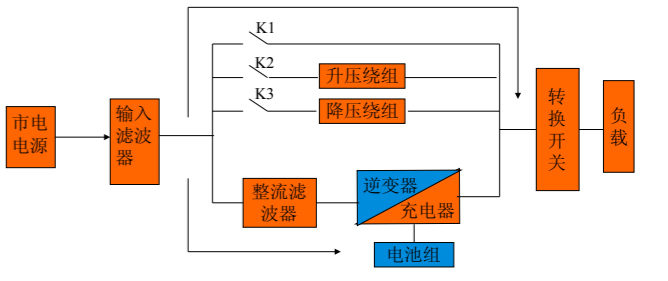 K1
K2
升压绕组
K3
降压绕组
市电
电源
输入
滤波
器
转
换
开
关
负
载
整流滤
波器
逆变器
充电器
电池组